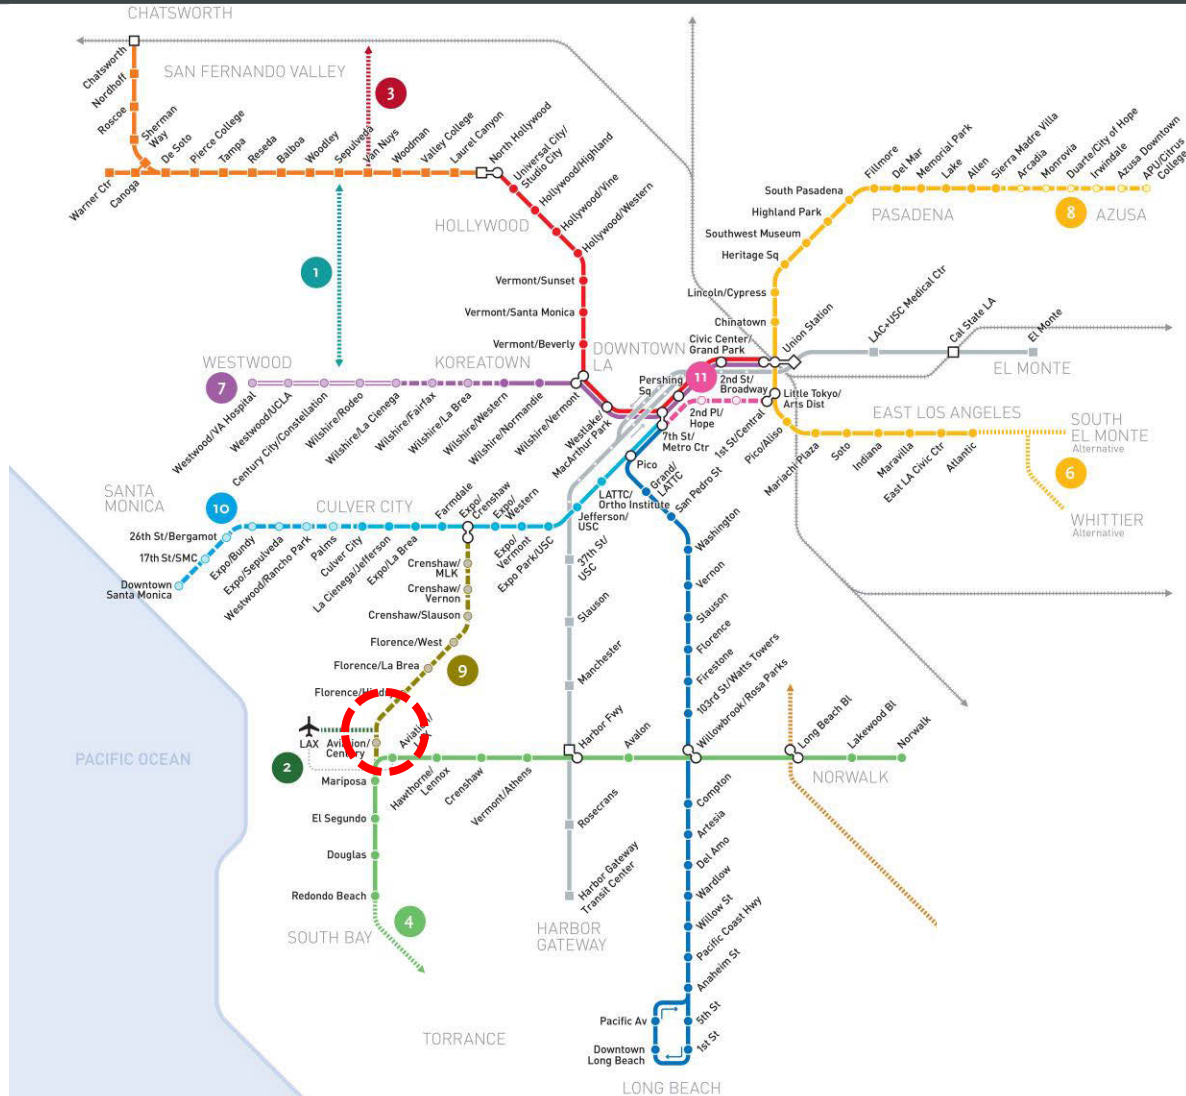 CHATSWORTH
Chatsworth
Nordhoff
Roscoe
Sherman
Way
SAN FERNANDO VALLEY
3
Warner Ctr
Canoga
De Soto
Pierce College
Tampa
Reseda
Balboa
Woodley
Sepulveda
Van Nuys
Woodman
Valley College
Laurel Canyon
North Hollywood
Universal City/
Studio City
Hollywood/Highland
Hollywood/Vine
Hollywood/Western
HOLLYWOOD
Vermont/Sunset
Vermont/Santa Monica
Vermont/Beverly
1
Fillmore
Del Mar
Memorial Park
Lake
Allen
Sierra Madre Villa
Arcadia
Monrovia
Duarte/City of Hope
Irwindale
Azusa Downtown
APU/Citrus
College
South Pasadena
Highland Park
Southwest Museum
Heritage Sq
Lincoln/Cypress
Chinatown
PASADENA
8
AZUSA
Union Station
LAC+USC Medical Ctr
Cal State LA
El Monte
EL MONTE
WESTWOOD
7
KOREATOWN
DOWNTOWN
LA
Civic Center/
Grand Park
Pershing
Sq
11
2nd St/
Broadway
2nd Pl/
Hope
7th St/
Metro Ctr
1st St/Central
Little Tokyo/
Arts Dist
Westwood/VA Hospital
Westwood/UCLA
Century City/Constellation
Wilshire/Rodeo
Wilshire/La Cienega
Wilshire/Fairfax
Wilshire/La Brea
Wilshire/Western
Wilshire/Normandie
Wilshire/Vermont
Westlake/
MacArthur Park
EAST LOS ANGELES
Pico/Aliso
Mariachi Plaza
Soto
Indiana
Maravilla
East LA Civic Ctr
Atlantic
SOUTH
EL MONTE
Alternative
6
WHITTIER
Alternative
SANTA
MONICA
10
CULVER CITY
26th St/Bergamot
17th St/SMC
Downtown
Santa Monica
Expo/Bundy
Expo/Sepulveda
Westwood/Rancho Park
Palms
Culver City
La Cienega/Jefferson
Expo/La Brea
Farmdale
Expo/
Crenshaw
Expo/
Western
Expo/
Vermont
Expo Park/USC
Jefferson/
USC
LATTC/
Ortho Institute
Pico
Grand/
LATTC
San Pedro St
Washington
Vernon
Slauson
Florence
Firestone
103rd St/Watts Towers
Willowbrook/Rosa Parks
Crenshaw/
MLK
Crenshaw/
Vernon
Crenshaw/Slauson
Florence/West
Florence/La Brea
9
37th St/
USC
Slauson
Manchester
Harbor Fwy
LAX
Aviation/
Century
Aviation/
2
Mariposa
El Segundo
Douglas
Redondo Beach
SOUTH BAY
4
Hawthorne/
Lennox
Crenshaw
Vermont/Athens
Avalon
Long Beach Bl
Lakewood Bl
Norwalk
NORWALK
Rosecrans
Harbor Gateway
Transit Center
HARBOR
GATEWAY
Compton
Artesia
Del Amo
Wardlow
Willow St
Pacific Coast Hwy
Anaheim St
5th St
1st St
Pacific Av
Downtown
Long Beach
LONG BEACH
TORRANCE
PACIFIC OCEAN